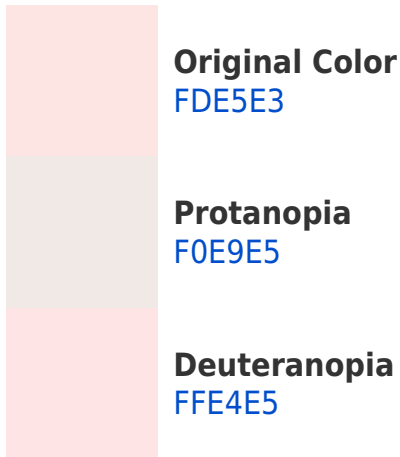 Original Color
FDE5E3
Protanopia
F0E9E5
Deuteranopia
FFE4E5